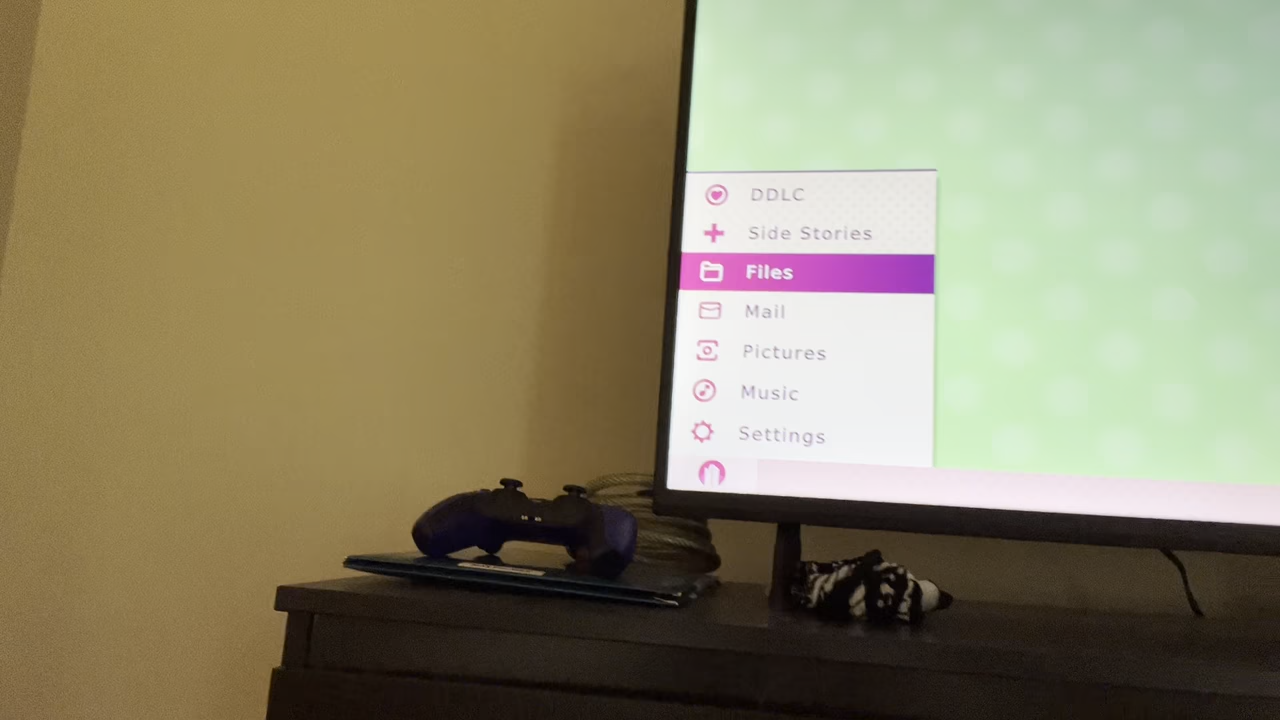 DDLC
Side Stories
Files
Mail
Pictures
Music
Settings